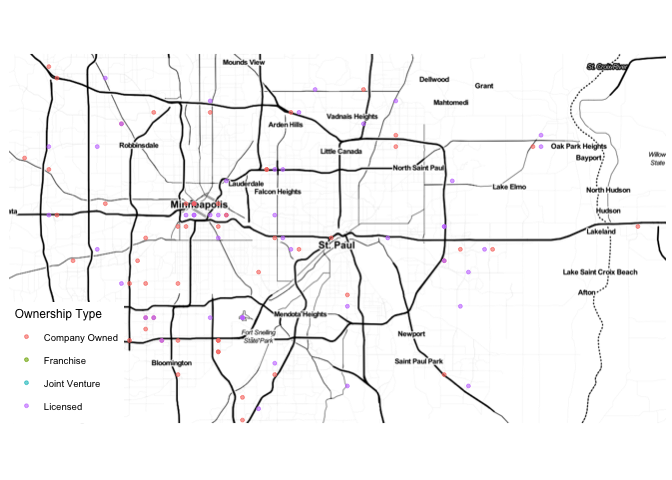 Mounds View
St. Croix River
Dellwood
Grant
Mahtomedi
Vadnais Heights
Arden Hills
Robbinsdale
Little Canada
Oak Park Heights
Bayport
Willow
State
North Saint Paul
Lauderdale
Falcon Heights
Lake Elmo
North Hudson
Minneapolis
Hudson
ata
Lakeland
St. Paul
Lake Saint Croix Beach
Afton
Ownership Type
Company Owned
Franchise
Joint Venture
Licensed
Mendota Heights
Fort Snelling
State Park
Newport
Bloomington
Saint Paul Park